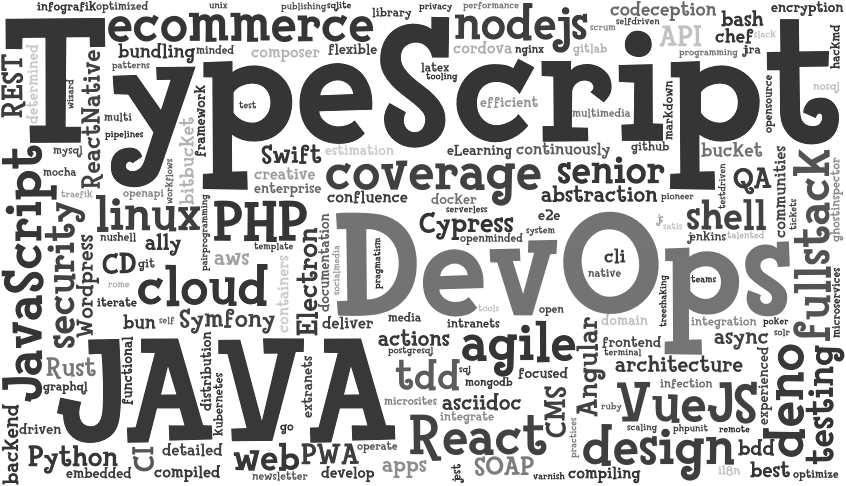 infografik
optimized
unix
publishing
sqlite
library
privacy
performance
codeception
encryption
ecommerce
nodejs
selfdriven
scrum
bash
slack
hackmd
TypeScript
bundling
minded
composer
flexible
cordova
nginx
gitlab
API
chef
jira
programming
REST
determined
wizard
ReactNative
patterns
framework
test
latex
tooling
efficient
multimedia
markdown
opensource
nosql
multi
pipelines
bitbucket
mysql
mocha
traefik
openapi
workflows
Swift
estimation
creative
enterprise
eLearning
continuously
github
bucket
coverage
senior
abstraction
pioneer
testdriven
QA
communities
tickets
fullstack
ghostinspector
confluence
docker
serverless
JavaScript
security
Wordpress
linux
nushell
ally
CD
git
rome
iterate
pairprogramming
PHP
template
aws
cloud
containers
Electron
documentation
socialmedia
pragmatism
DevOps
Cypress
openminded
e2e
system
js
satis
shell
jenkins
talented
cli
native
treeshaking
teams
tools
open
domain
integration
poker
solr
microservices
bun
self
Symfony
deliver
media
intranets
actions
postgresql
agile
Angular
frontend
terminal
async
architecture
Rust
graphql
functional
JAVA
distribution
kubernetes
go
extranets
tdd
sql
mongodb
focused
microsites
asciidoc
integrate
CMS
practices
ruby
infection
VueJS
scaling
phpunit
remote
experienced
deno
testing
backend
driven
Python
embedded
CI
detailed
compiled
web
newsletter
PWA
operate
develop
apps
React
jest
SOAP
varnish
compiling
design
i18n
bdd
best
optimize